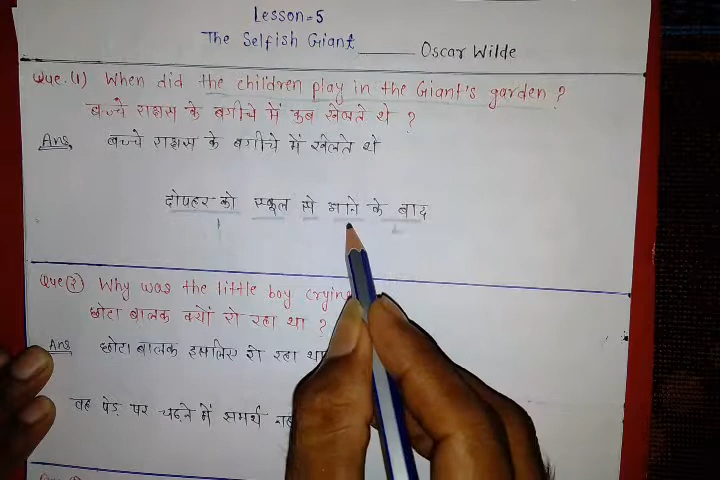 Lesson-5
The Selfish Giant ______ Oscar Wilde
Que.(1) When did the children play in the Giant's garden ?
बच्चे राक्षस के बगीचे में कब खेलते थे ?
Ans बच्चे राक्षस के बगीचे में खेलते थे
दोपहर को स्कूल से आने के बाद
Que(2) Why was the little boy crying
छोटा बालक क्यों रो रहा था ?
Ans छोटा बालक इसलिए रो रहा था
वह पेड़ पर चढ़ने में समर्थ